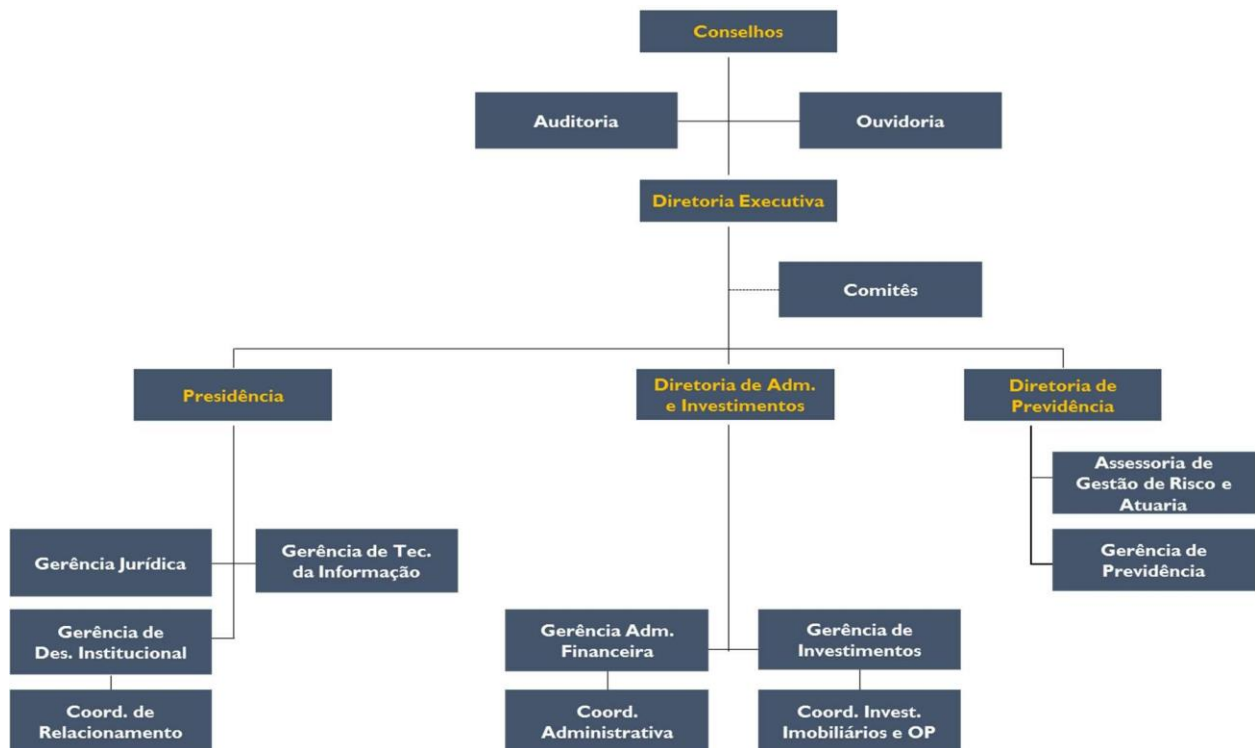 Conselhos
Auditoria
Ouvidoria
Diretoria Executiva
Comitês
Presidência
Diretoria de Adm.
e Investimentos
Diretoria de
Previdência
Assessoria de
Gestão de Risco e
Atuaria
Gerência Jurídica
Gerência de Tec.
da Informação
Gerência de
Previdência
Gerência de
Des. Institucional
Gerência Adm.
Financeira
Gerência de
Investimentos
Coord. de
Relacionamento
Coord.
Administrativa
Coord. Invest.
Imobiliários e OP